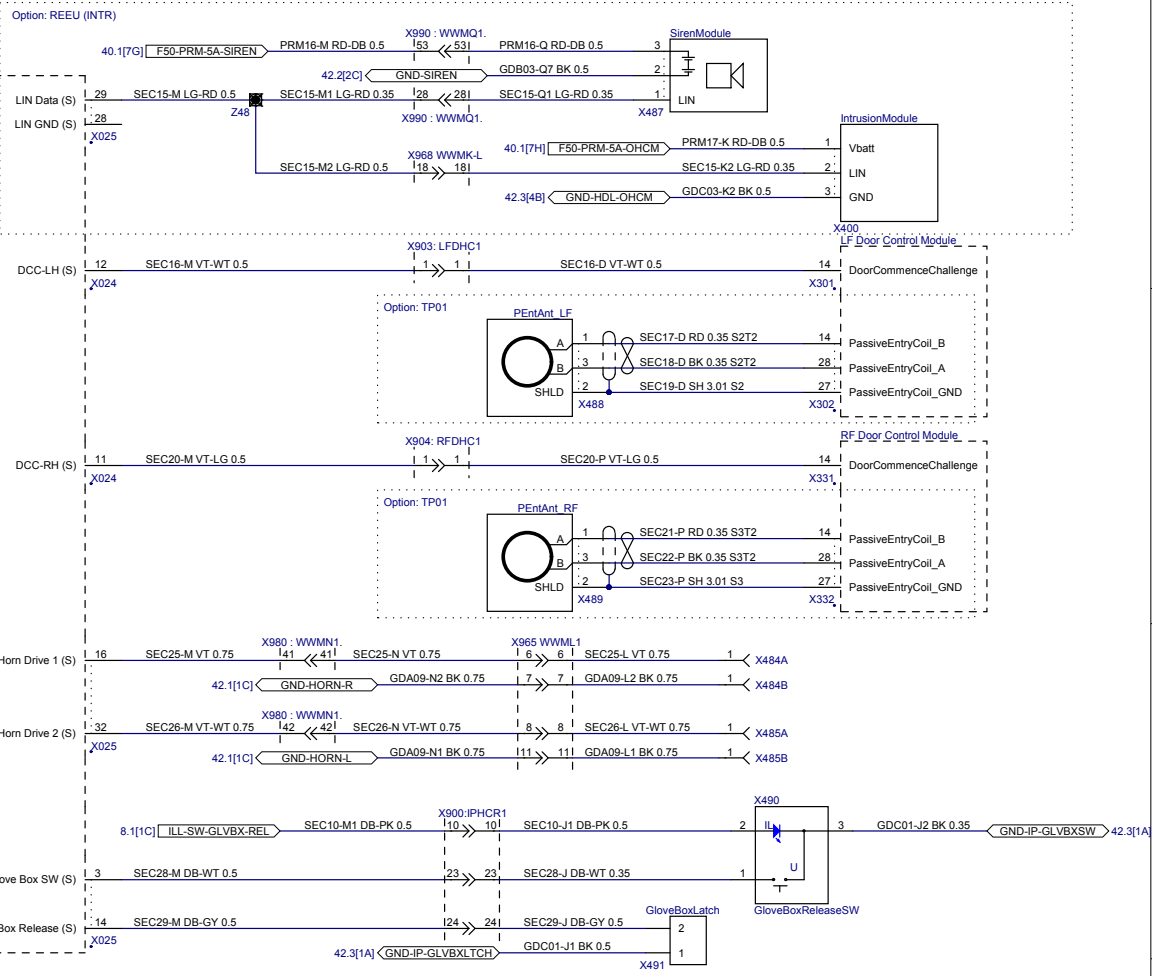 Option: REEU (INTR)
40.1[7G] F50-PRM-5A-SIREN PRM16-M RD-DB 0.5 X990 : WWMQ1. 53 53 PRM16-Q RD-DB 0.5 3 SirenModule
42.2[2C] GND-SIREN GDB03-Q7 BK 0.5 2
LIN Data (S) 29 SEC15-M LG-RD 0.5 Z48 SEC15-M1 LG-RD 0.35 28 28 SEC15-Q1 LG-RD 0.35 1 LIN
X990 : WWMQ1. X487
LIN GND (S) 28
X025
IntrusionModule
40.1[7H] F50-PRM-5A-OHCM PRM17-K RD-DB 0.5 1 Vbatt
X968 WWMK-L
SEC15-M2 LG-RD 0.5 18 18 SEC15-K2 LG-RD 0.35 2 LIN
42.3[4B] GND-HDL-OHCM GDC03-K2 BK 0.5 3 GND
X400
X903: LFDHC1 LF Door Control Module
DCC-LH (S) 12 SEC16-M VT-WT 0.5 1 1 SEC16-D VT-WT 0.5 14 DoorCommenceChallenge
X024 X301
Option: TP01
PEntAnt_LF
A 1 SEC17-D RD 0.35 S2T2 14 PassiveEntryCoil_B
B 3 SEC18-D BK 0.35 S2T2 28 PassiveEntryCoil_A
SHLD 2 SEC19-D SH 3.01 S2 27 PassiveEntryCoil_GND
X488 X302
X904: RFDHC1 RF Door Control Module
DCC-RH (S) 11 SEC20-M VT-LG 0.5 1 1 SEC20-P VT-LG 0.5 14 DoorCommenceChallenge
X024 X331
Option: TP01
PEntAnt_RF
A 1 SEC21-P RD 0.35 S3T2 14 PassiveEntryCoil_B
B 3 SEC22-P BK 0.35 S3T2 28 PassiveEntryCoil_A
SHLD 2 SEC23-P SH 3.01 S3 27 PassiveEntryCoil_GND
X489 X332
X980 : WWMN1. X965 WWML1
Horn Drive 1 (S) 16 SEC25-M VT 0.75 41 41 SEC25-N VT 0.75 6 6 SEC25-L VT 0.75 1 X484A
42.1[1C] GND-HORN-R GDA09-N2 BK 0.75 7 7 GDA09-L2 BK 0.75 1 X484B
X980 : WWMN1.
Horn Drive 2 (S) 32 SEC26-M VT-WT 0.75 42 42 SEC26-N VT-WT 0.75 8 8 SEC26-L VT-WT 0.75 1 X485A
X025
42.1[1C] GND-HORN-L GDA09-N1 BK 0.75 11 11 GDA09-L1 BK 0.75 1 X485B
X900:IPHCR1 X490
8.1[1C] ILL-SW-GLVBX-REL SEC10-M1 DB-PK 0.5 10 10 SEC10-J1 DB-PK 0.5 2 IL 3 GDC01-J2 BK 0.35 GND-IP-GLVBXSW 42.3[1A]
ove Box SW (S) 3 SEC28-M DB-WT 0.5 23 23 SEC28-J DB-WT 0.35 1 U
GloveBoxReleaseSW
Box Release (S) 14 SEC29-M DB-GY 0.5 24 24 SEC29-J DB-GY 0.5 GloveBoxLatch 2
X025
42.3[1A] GND-IP-GLVBXLTCH GDC01-J1 BK 0.5 1
X491